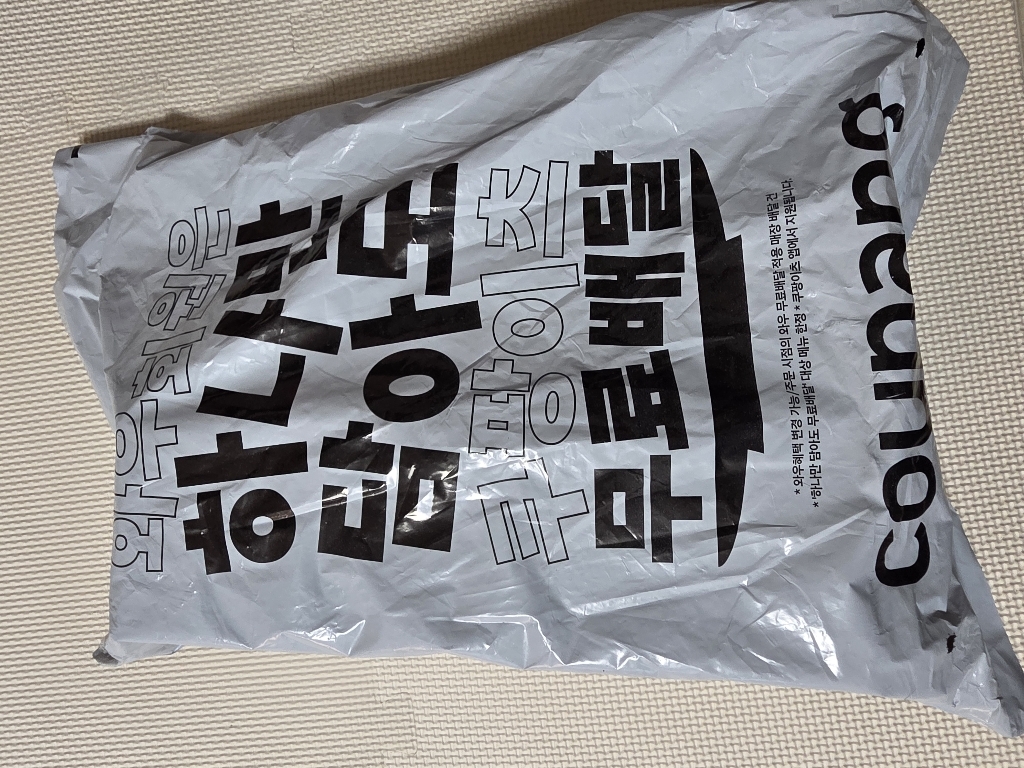 와우 회원은
하나만
담아도
쿠팡이츠
무료배달
* 와우혜택 변경 가능/주문 시점의 와우 무료배달 적용 매장 배달건
* '하나만 담아도 무료배달' 대상 메뉴 한정 * 쿠팡이츠 앱에서 지원됩니다.
coupang